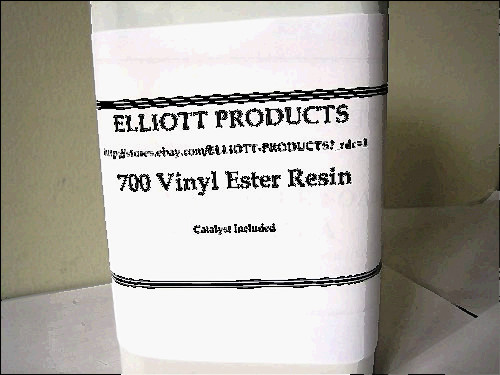 ELLIOTT PRODUCTS
http://stores.ebay.com/ELLIOTT-PRODUCTS?_rdc=1
700 Vinyl Ester Resin
Catalyst Included